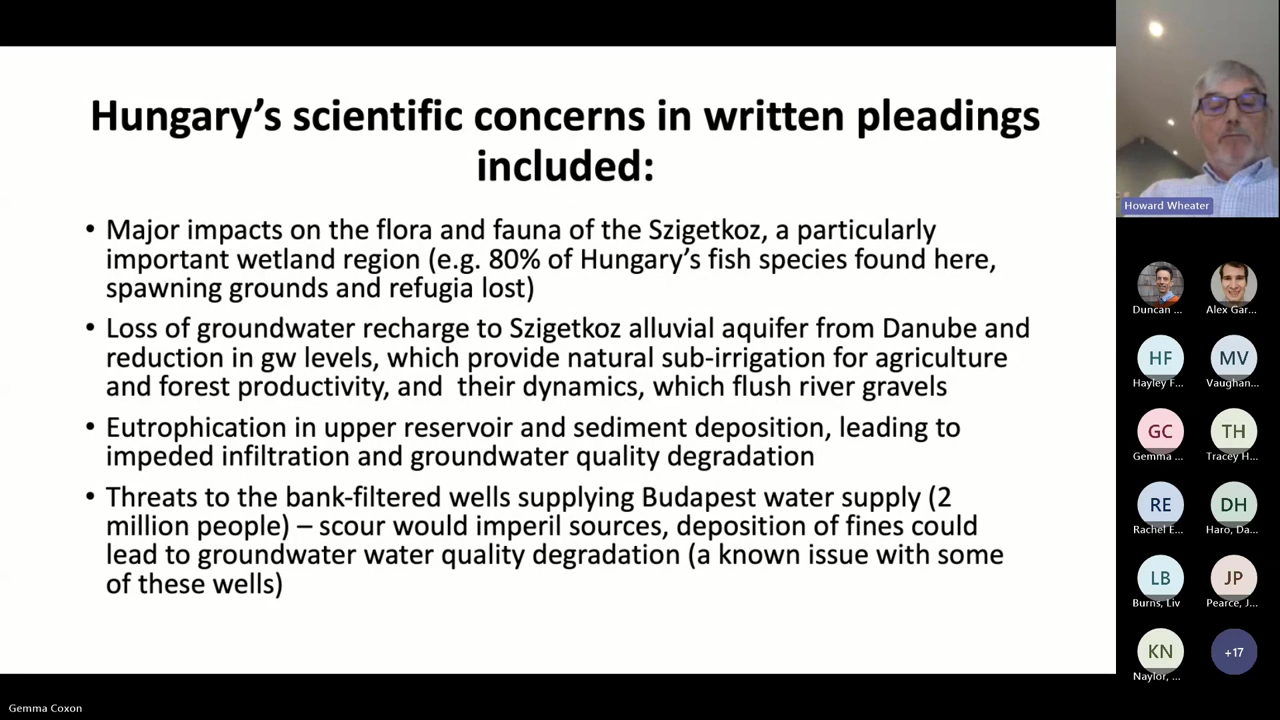 Hungary's scientific concerns in written pleadings
included:
• Major impacts on the flora and fauna of the Szigetkoz, a particularly
important wetland region (e.g. 80% of Hungary's fish species found here,
spawning grounds and refugia lost)
• Loss of groundwater recharge to Szigetkoz alluvial aquifer from Danube and
reduction in gw levels, which provide natural sub-irrigation for agriculture
and forest productivity, and  their dynamics, which flush river gravels
• Eutrophication in upper reservoir and sediment deposition, leading to
impeded infiltration and groundwater quality degradation
• Threats to the bank-filtered wells supplying Budapest water supply (2
million people) – scour would imperil sources, deposition of fines could
lead to groundwater water quality degradation (a known issue with some
of these wells)
Howard Wheater
Duncan ...
Alex Gar...
HF
Hayley F...
MV
Vaughan...
GC
Gemma ...
TH
Tracey H...
RE
Rachel E...
DH
Haro, Da...
LB
Burns, Liv
JP
Pearce, J...
KN
Naylor, ...
+17
Gemma Coxon